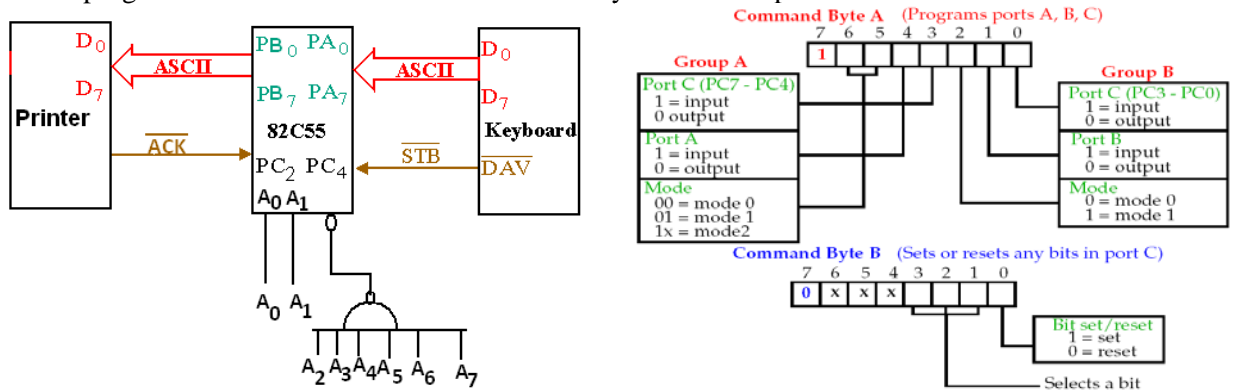 D0
D7
Printer
ASCII
ACK
PB0 PA0
PB7 PA7
82C55
PC2 PC4
A0 A1
ASCII
STB
D0
D7
Keyboard
DAV
A0 A1
A2 A3 A4 A5 A6 A7
Command Byte A (Programs ports A, B, C)
7 6 5 4 3 2 1 0
1
Group A
Port C (PC7 - PC4)
1 = input
0 output
Port A
1 = input
0 = output
Mode
00 = mode 0
01 = mode 1
1x = mode2
Group B
Port C (PC3 - PC0)
1 = input
0 = output
Port B
1 = input
0 = output
Mode
0 = mode 0
1 = mode 1
Command Byte B (Sets or resets any bits in port C)
7 6 5 4 3 2 1 0
0 x x x
Bit set/reset
1 = set
0 = reset
Selects a bit